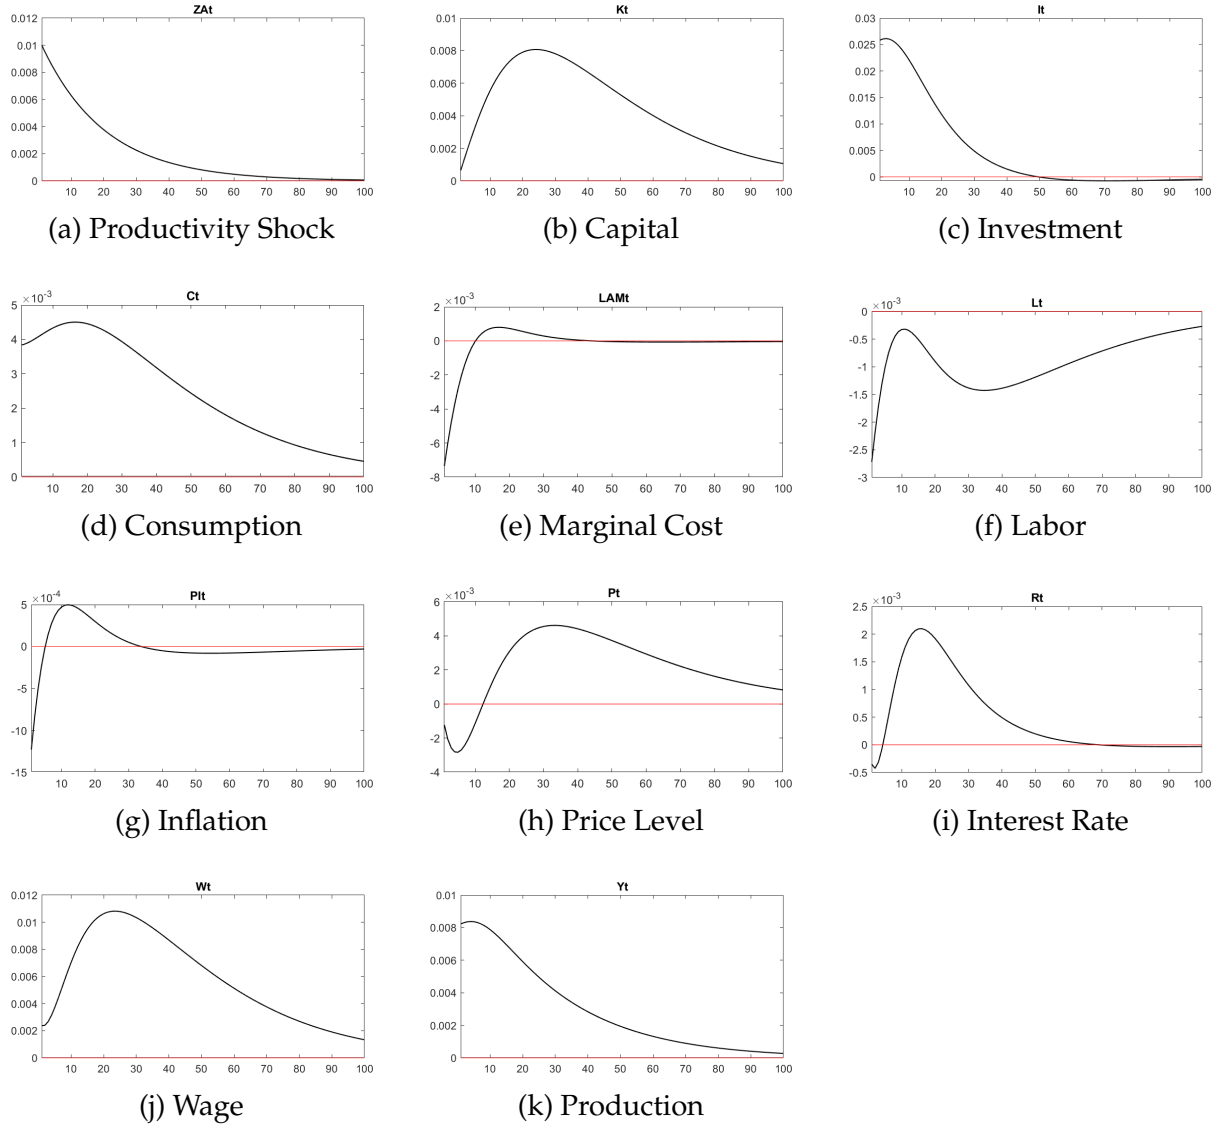 ZAt
0.012
0.01
0.008
0.006
0.004
0.002
0
10 20 30 40 50 60 70 80 90 100
(a) Productivity Shock
Kt
0.01
0.008
0.006
0.004
0.002
0
10 20 30 40 50 60 70 80 90 100
(b) Capital
It
0.03
0.025
0.02
0.015
0.01
0.005
0
10 20 30 40 50 60 70 80 90 100
(c) Investment
Ct
×10⁻³
5
4
3
2
1
0
10 20 30 40 50 60 70 80 90 100
(d) Consumption
LAMt
×10⁻³
2
0
-2
-4
-6
-8
10 20 30 40 50 60 70 80 90 100
(e) Marginal Cost
Lt
×10⁻³
0
-0.5
-1
-1.5
-2
-2.5
-3
10 20 30 40 50 60 70 80 90 100
(f) Labor
PIt
×10⁻⁴
5
0
-5
-10
-15
10 20 30 40 50 60 70 80 90 100
(g) Inflation
Pt
×10⁻³
6
4
2
0
-2
-4
10 20 30 40 50 60 70 80 90 100
(h) Price Level
Rt
×10⁻³
2.5
2
1.5
1
0.5
0
-0.5
10 20 30 40 50 60 70 80 90 100
(i) Interest Rate
Wt
0.012
0.01
0.008
0.006
0.004
0.002
0
10 20 30 40 50 60 70 80 90 100
(j) Wage
Yt
0.01
0.008
0.006
0.004
0.002
0
10 20 30 40 50 60 70 80 90 100
(k) Production